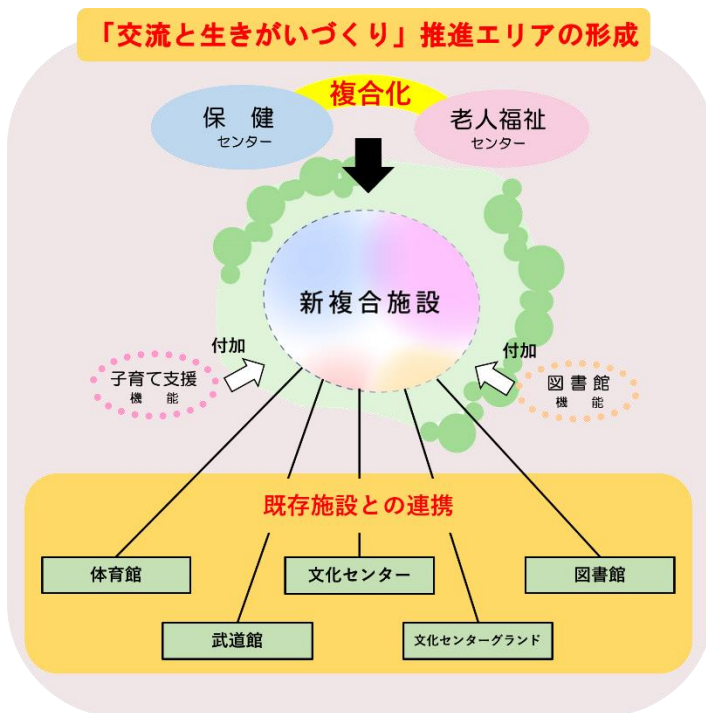 「交流と生きがいづくり」推進エリアの形成
複合化
保 健
センター
老人福祉
センター
新複合施設
付加
付加
子育て支援
機 能
図書館
機 能
既存施設との連携
体育館
文化センター
図書館
武道館
文化センターグランド